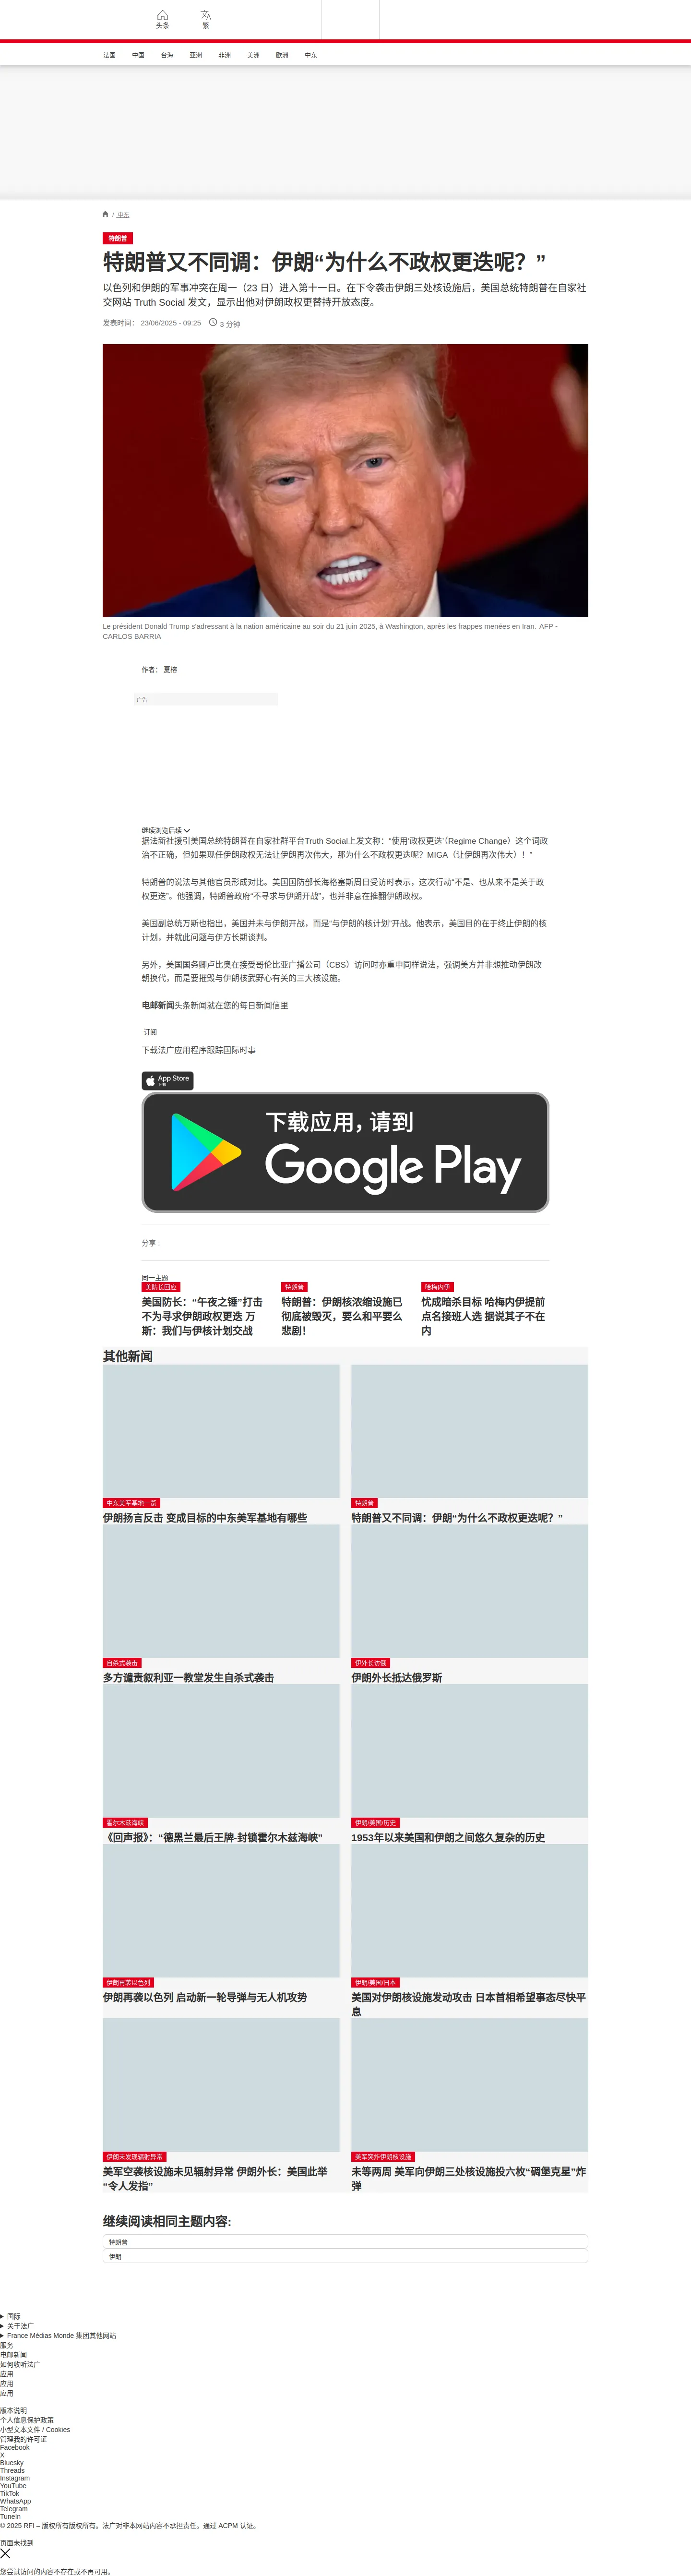 头条
繁
法国 中国 台海 亚洲 非洲 美洲 欧洲 中东
/ 中东
特朗普
特朗普又不同调：伊朗“为什么不政权更迭呢？”
以色列和伊朗的军事冲突在周一（23 日）进入第十一日。在下令袭击伊朗三处核设施后，美国总统特朗普在自家社
交网站 Truth Social 发文，显示出他对伊朗政权更替持开放态度。
发表时间： 23/06/2025 - 09:25 3 分钟
Le président Donald Trump s'adressant à la nation américaine au soir du 21 juin 2025, à Washington, après les frappes menées en Iran. AFP -
CARLOS BARRIA
作者： 夏榕
广告
继续浏览后续
据法新社援引美国总统特朗普在自家社群平台Truth Social上发文称：“使用‘政权更迭’（Regime Change）这个词政
治不正确，但如果现任伊朗政权无法让伊朗再次伟大，那为什么不政权更迭呢？MIGA（让伊朗再次伟大）！”
特朗普的说法与其他官员形成对比。美国国防部长海格塞斯周日受访时表示，这次行动“不是、也从来不是关于政
权更迭”。他强调，特朗普政府“不寻求与伊朗开战”，也并非意在推翻伊朗政权。
美国副总统万斯也指出，美国并未与伊朗开战，而是“与伊朗的核计划”开战。他表示，美国目的在于终止伊朗的核
计划，并就此问题与伊方长期谈判。
另外，美国国务卿卢比奥在接受哥伦比亚广播公司（CBS）访问时亦重申同样说法，强调美方并非想推动伊朗改
朝换代，而是要摧毁与伊朗核武野心有关的三大核设施。
电邮新闻头条新闻就在您的每日新闻信里
订阅
下载法广应用程序跟踪国际时事
App Store
下载
下载应用，请到
Google Play
分享 :
同一主题
美防长回应
美国防长：“午夜之锤”打击
不为寻求伊朗政权更迭 万
斯：我们与伊核计划交战
特朗普
特朗普：伊朗核浓缩设施已
彻底被毁灭，要么和平要么
悲剧！
哈梅内伊
忧成暗杀目标 哈梅内伊提前
点名接班人选 据说其子不在
内
其他新闻
中东美军基地一览
伊朗扬言反击 变成目标的中东美军基地有哪些
特朗普
特朗普又不同调：伊朗“为什么不政权更迭呢？”
自杀式袭击
多方谴责叙利亚一教堂发生自杀式袭击
伊外长访俄
伊朗外长抵达俄罗斯
霍尔木兹海峡
《回声报》：“德黑兰最后王牌-封锁霍尔木兹海峡”
伊朗/美国/历史
1953年以来美国和伊朗之间悠久复杂的历史
伊朗再袭以色列
伊朗再袭以色列 启动新一轮导弹与无人机攻势
伊朗/美国/日本
美国对伊朗核设施发动攻击 日本首相希望事态尽快平
息
伊朗未发现辐射异常
美军空袭核设施未见辐射异常 伊朗外长：美国此举
“令人发指”
美军突炸伊朗核设施
未等两周 美军向伊朗三处核设施投六枚“碉堡克星”炸
弹
继续阅读相同主题内容:
特朗普
伊朗
国际
关于法广
France Médias Monde 集团其他网站
服务
电邮新闻
如何收听法广
应用
应用
应用
版本说明
个人信息保护政策
小型文本文件 / Cookies
管理我的许可证
Facebook
X
Bluesky
Threads
Instagram
YouTube
TikTok
WhatsApp
Telegram
TuneIn
© 2025 RFI – 版权所有版权所有。法广对非本网站内容不承担责任。通过 ACPM 认证。
页面未找到
您尝试访问的内容不存在或不再可用。